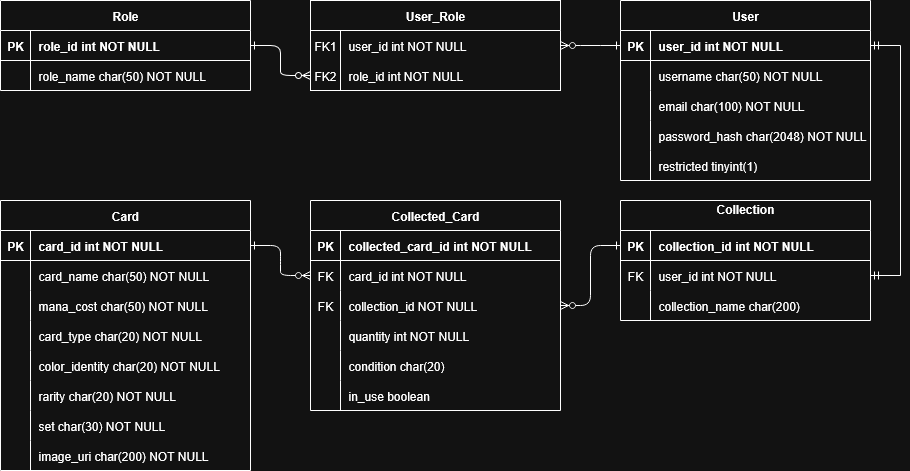 Role
PK role_id int NOT NULL
role_name char(50) NOT NULL
User_Role
FK1 user_id int NOT NULL
FK2 role_id int NOT NULL
User
PK user_id int NOT NULL
username char(50) NOT NULL
email char(100) NOT NULL
password_hash char(2048) NOT NULL
restricted tinyint(1)
Card
PK card_id int NOT NULL
card_name char(50) NOT NULL
mana_cost char(50) NOT NULL
card_type char(20) NOT NULL
color_identity char(20) NOT NULL
rarity char(20) NOT NULL
set char(30) NOT NULL
image_uri char(200) NOT NULL
Collected_Card
PK collected_card_id int NOT NULL
FK card_id int NOT NULL
FK collection_id NOT NULL
quantity int NOT NULL
condition char(20)
in_use boolean
Collection
PK collection_id int NOT NULL
FK user_id int NOT NULL
collection_name char(200)